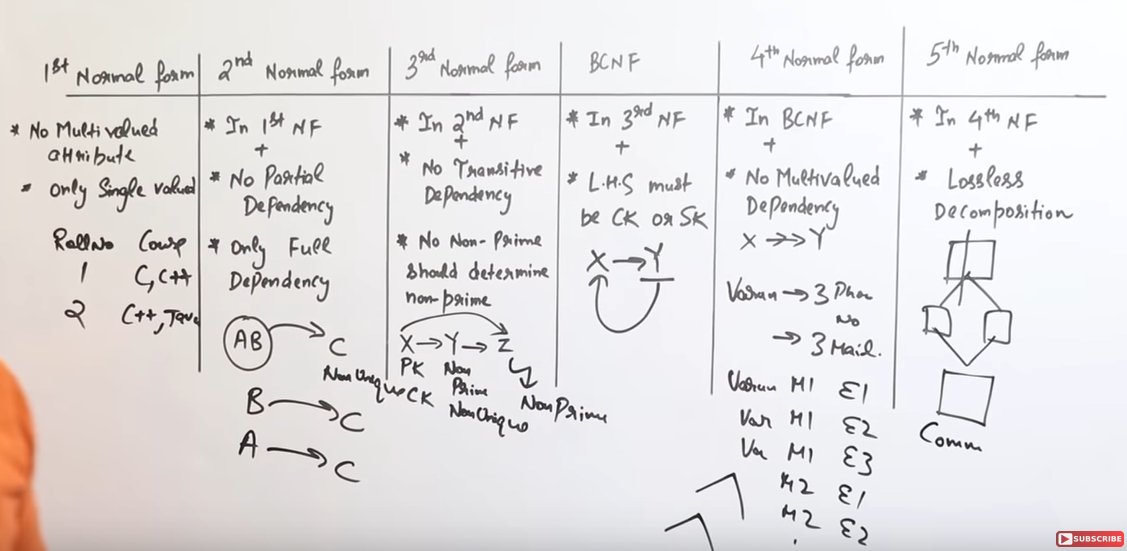 1st Normal form
* No Multivalued
attribute
* only Single valued
RollNo Course
1 C, C++
2 C++, Java
2nd Normal form
* In 1st NF
+
* No Partial
Dependency
* Only Full
Dependency
AB → C
Non Unique
B → C
A → C
3rd Normal form
* In 2nd NF
+
* No Transitive
Dependency
* No Non-Prime
should determine
non-prime
X → Y → Z
PK Non
CK Prime
Non Unique
Non Prime
BCNF
* In 3rd NF
+
* L.H.S must
be CK or SK
X → Y
4th Normal form
* In BCNF
+
* No Multivalued
Dependency
X →→ Y
Varun → 3 Phone
No
→ 3 Mail.
Varun M1 E1
Var M1 E2
Va M1 E3
M2 E1
M2 E2
5th Normal form
* In 4th NF
+
* Lossless
Decomposition
Comm
SUBSCRIBE